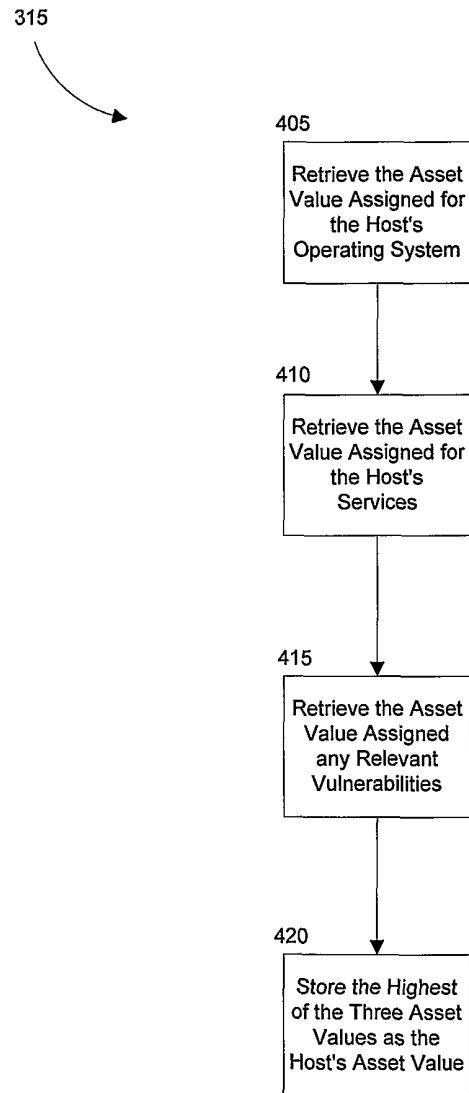 315
405
Retrieve the Asset
Value Assigned for
the Host's
Operating System
410
Retrieve the Asset
Value Assigned for
the Host's
Services
415
Retrieve the Asset
Value Assigned
any Relevant
Vulnerabilities
420
Store the Highest
of the Three Asset
Values as the
Host's Asset Value